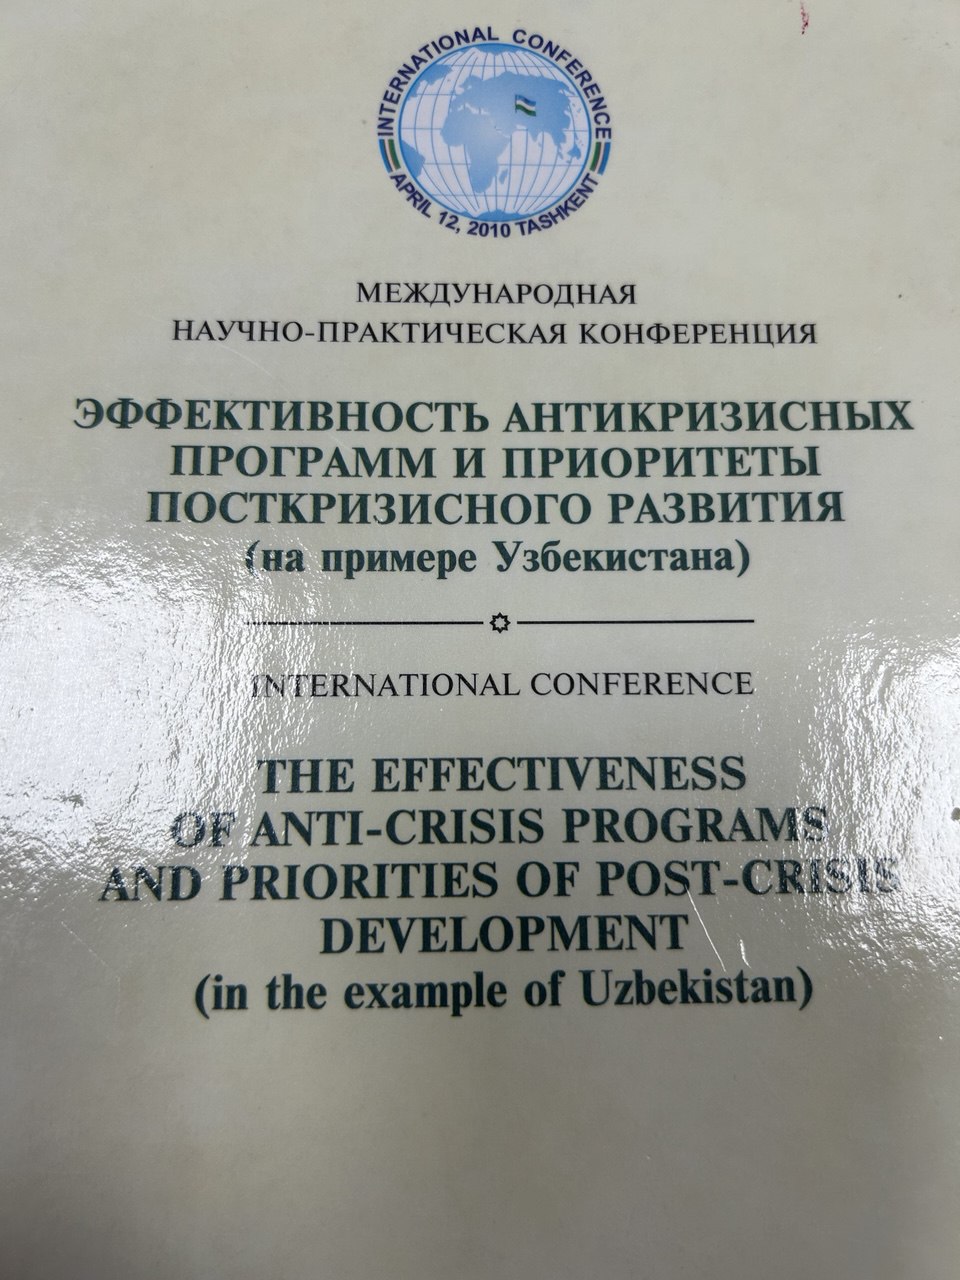 INTERNATIONAL CONFERENCE
APRIL 12, 2010 TASHKENT
МЕЖДУНАРОДНАЯ
НАУЧНО-ПРАКТИЧЕСКАЯ КОНФЕРЕНЦИЯ
ЭФФЕКТИВНОСТЬ АНТИКРИЗИСНЫХ
ПРОГРАММ И ПРИОРИТЕТЫ
ПОСТКРИЗИСНОГО РАЗВИТИЯ
(на примере Узбекистана)
INTERNATIONAL CONFERENCE
THE EFFECTIVENESS
OF ANTI-CRISIS PROGRAMS
AND PRIORITIES OF POST-CRISIS
DEVELOPMENT
(in the example of Uzbekistan)